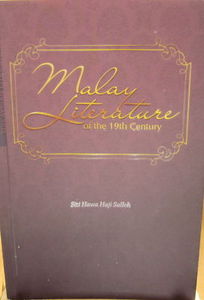 Malay
Literature
of the 19th Century
Siti Hawa Haji Salleh